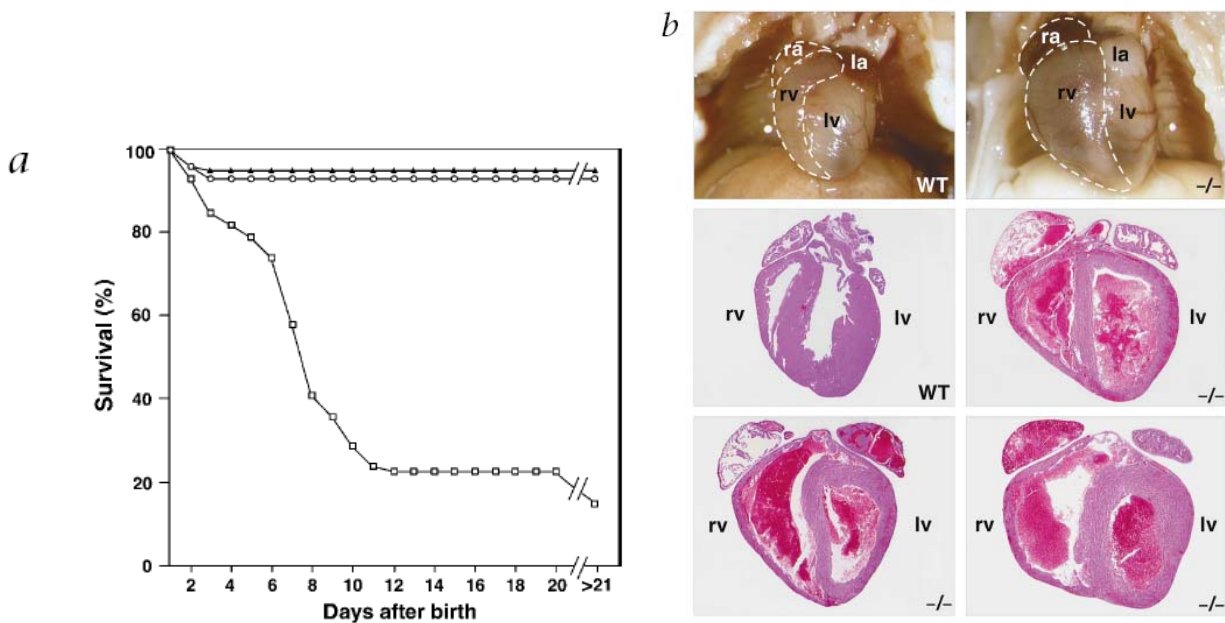 a
Survival (%)
100
80
60
40
20
0
2 4 6 8 10 12 14 16 18 20 >21
Days after birth
b
ra
la
rv
lv
WT
ra
la
rv
lv
–/–
rv
lv
WT
rv
lv
–/–
rv
lv
–/–
rv
lv
–/–